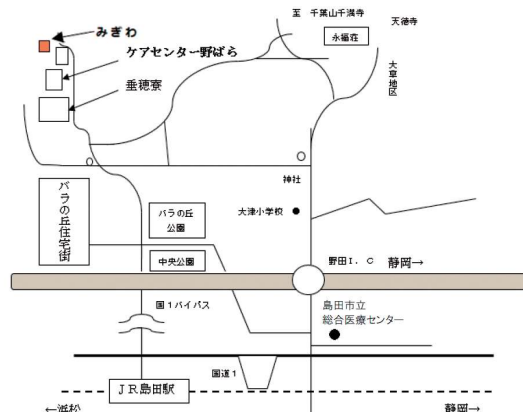 みぎわ
ケアセンター野ばら
垂穂寮
至 千葉山千満寺
天徳寺
永福荘
大草地区
神社
バラの丘住宅街
バラの丘
公園
大津小学校
中央公園
野田I. C
静岡→
国1バイパス
島田市立
総合医療センター
国道1
JR島田駅
←浜松
静岡→